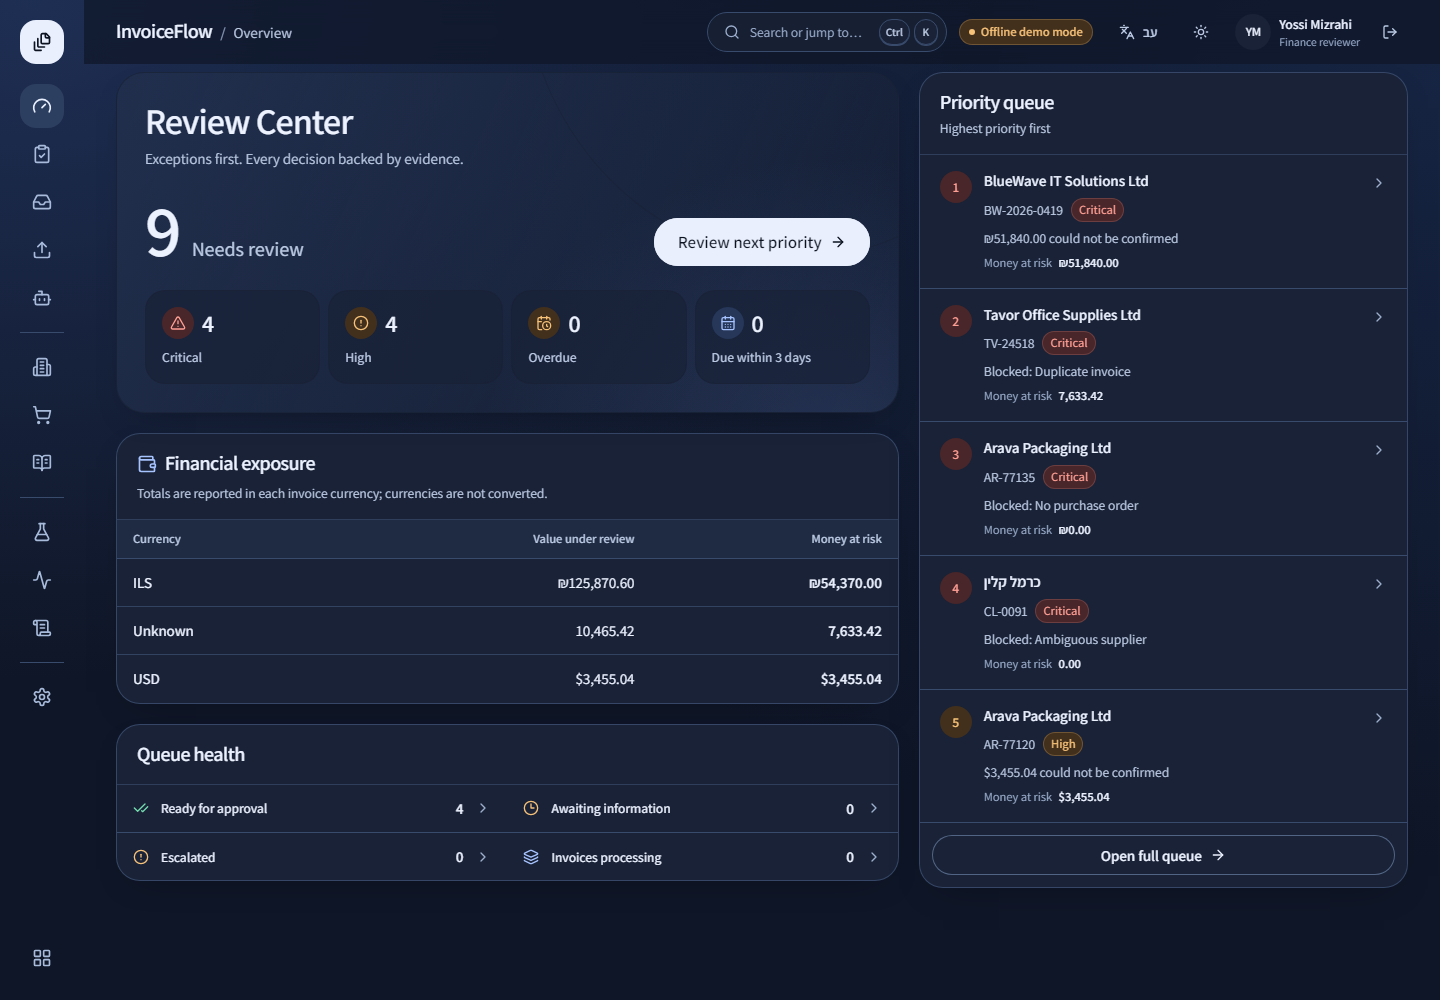 InvoiceFlow / Overview
Search or jump to... Ctrl K
Offline demo mode
עב
YM
Yossi Mizrahi
Finance reviewer
Review Center
Exceptions first. Every decision backed by evidence.
9 Needs review
Review next priority
4
Critical
4
High
0
Overdue
0
Due within 3 days
Financial exposure
Totals are reported in each invoice currency; currencies are not converted.
Currency Value under review Money at risk
ILS ₪125,870.60 ₪54,370.00
Unknown 10,465.42 7,633.42
USD $3,455.04 $3,455.04
Queue health
Ready for approval 4
Awaiting information 0
Escalated 0
Invoices processing 0
Priority queue
Highest priority first
1 BlueWave IT Solutions Ltd
BW-2026-0419 Critical
₪51,840.00 could not be confirmed
Money at risk ₪51,840.00
2 Tavor Office Supplies Ltd
TV-24518 Critical
Blocked: Duplicate invoice
Money at risk 7,633.42
3 Arava Packaging Ltd
AR-77135 Critical
Blocked: No purchase order
Money at risk ₪0.00
4 כרמל קלין
CL-0091 Critical
Blocked: Ambiguous supplier
Money at risk 0.00
5 Arava Packaging Ltd
AR-77120 High
$3,455.04 could not be confirmed
Money at risk $3,455.04
Open full queue